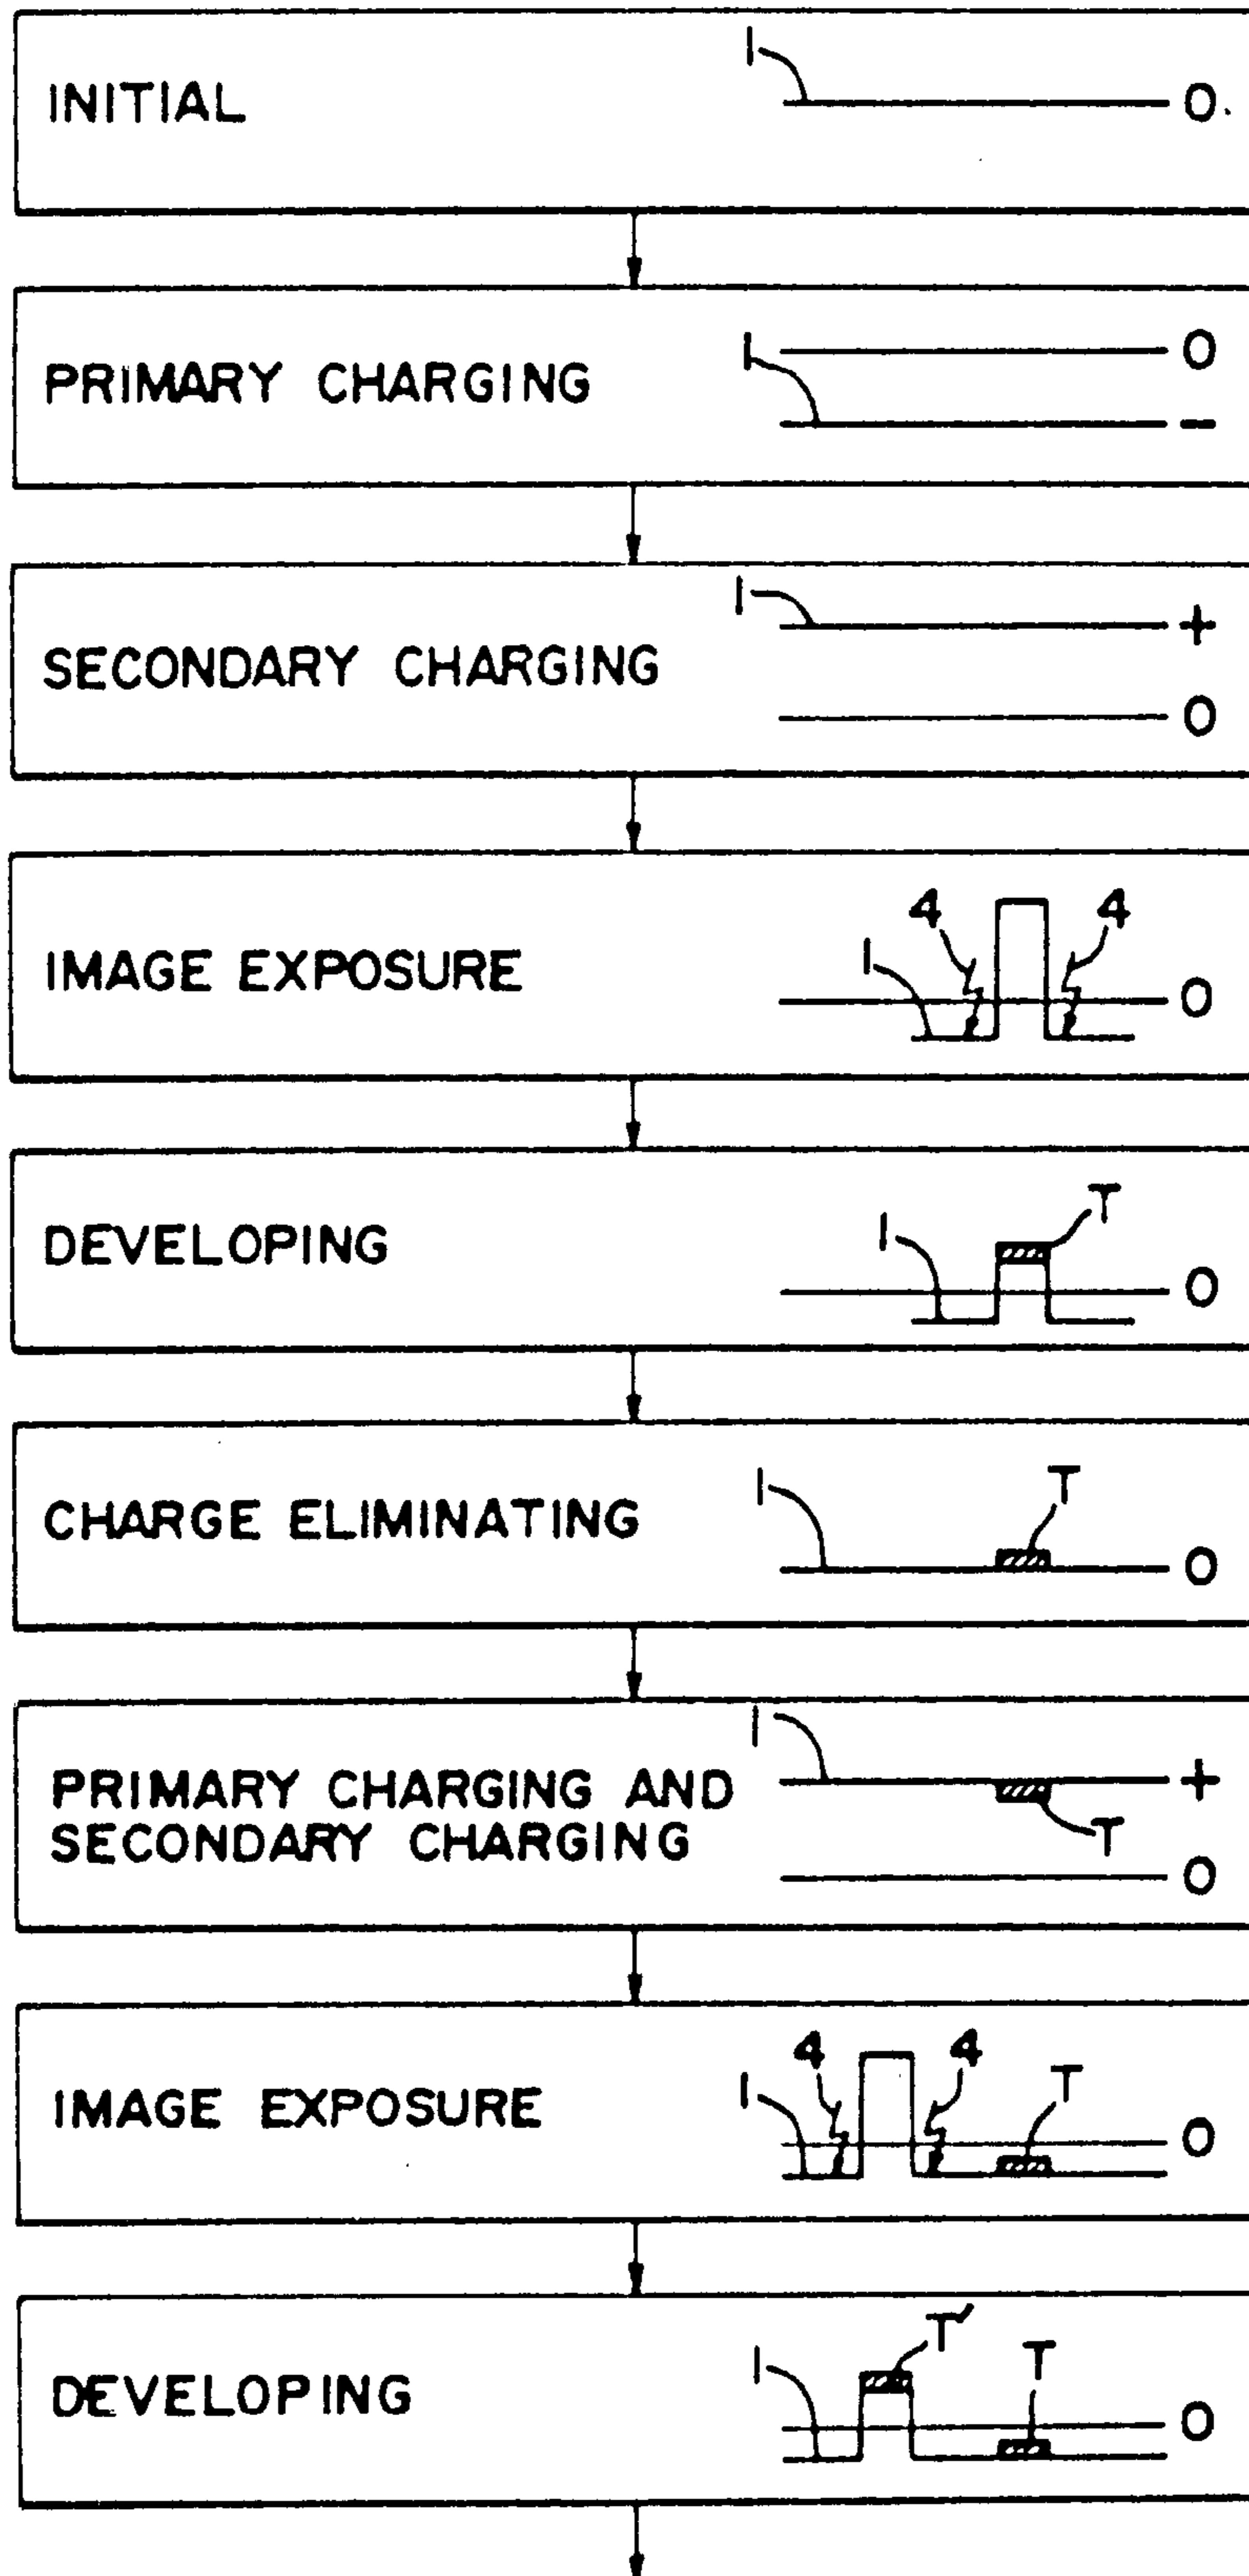 INITIAL
1
0
PRIMARY CHARGING
1
0
-
SECONDARY CHARGING
1
+
0
IMAGE EXPOSURE
1
4
4
0
DEVELOPING
1
T
0
CHARGE ELIMINATING
1
T
0
PRIMARY CHARGING AND
SECONDARY CHARGING
1
+
T
0
IMAGE EXPOSURE
1
4
4
T
0
DEVELOPING
1
T'
T
0